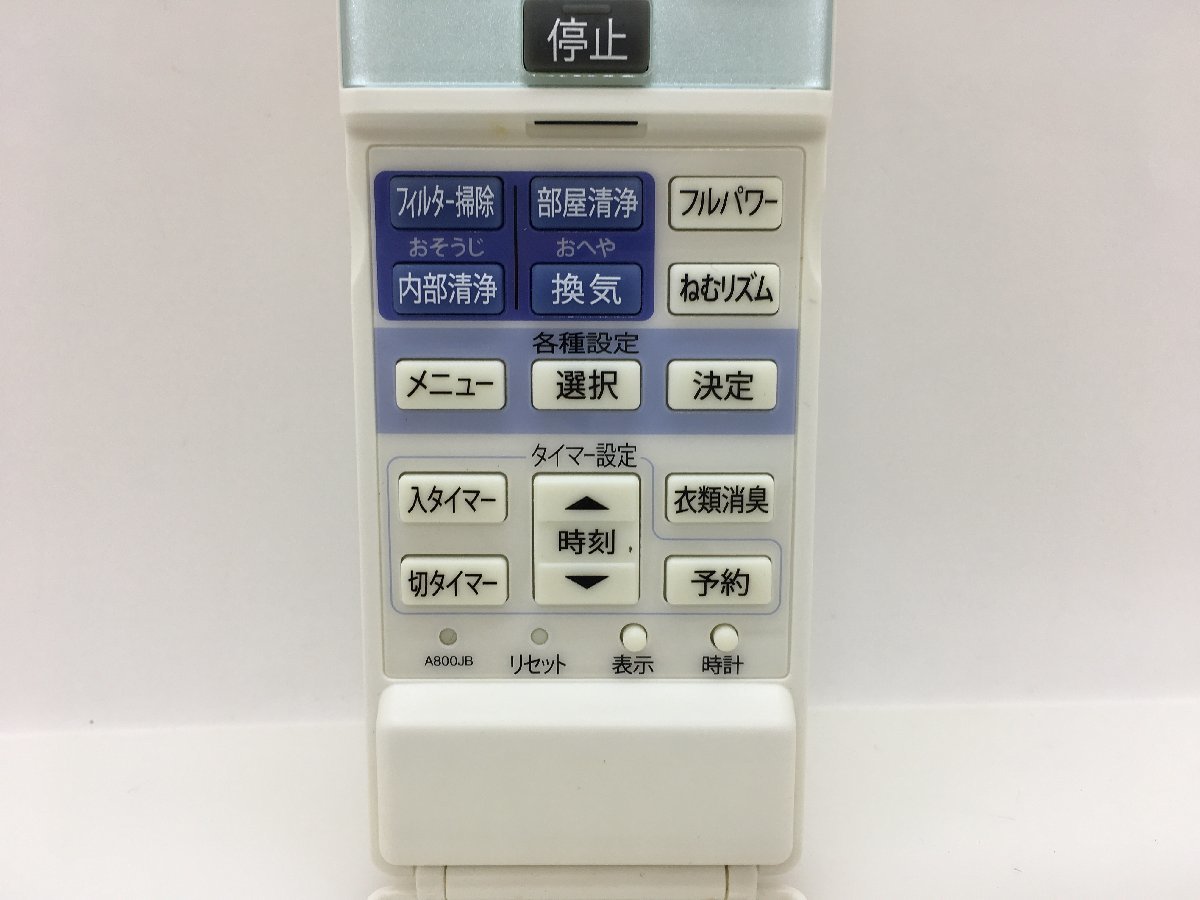 停止
フィルター掃除
部屋清浄
フルパワー
おそうじ
おへや
内部清浄
換気
ねむリズム
各種設定
メニュー
選択
決定
タイマー設定
入タイマー
▲
時刻
▼
衣類消臭
切タイマー
予約
A800JB
リセット
表示
時計